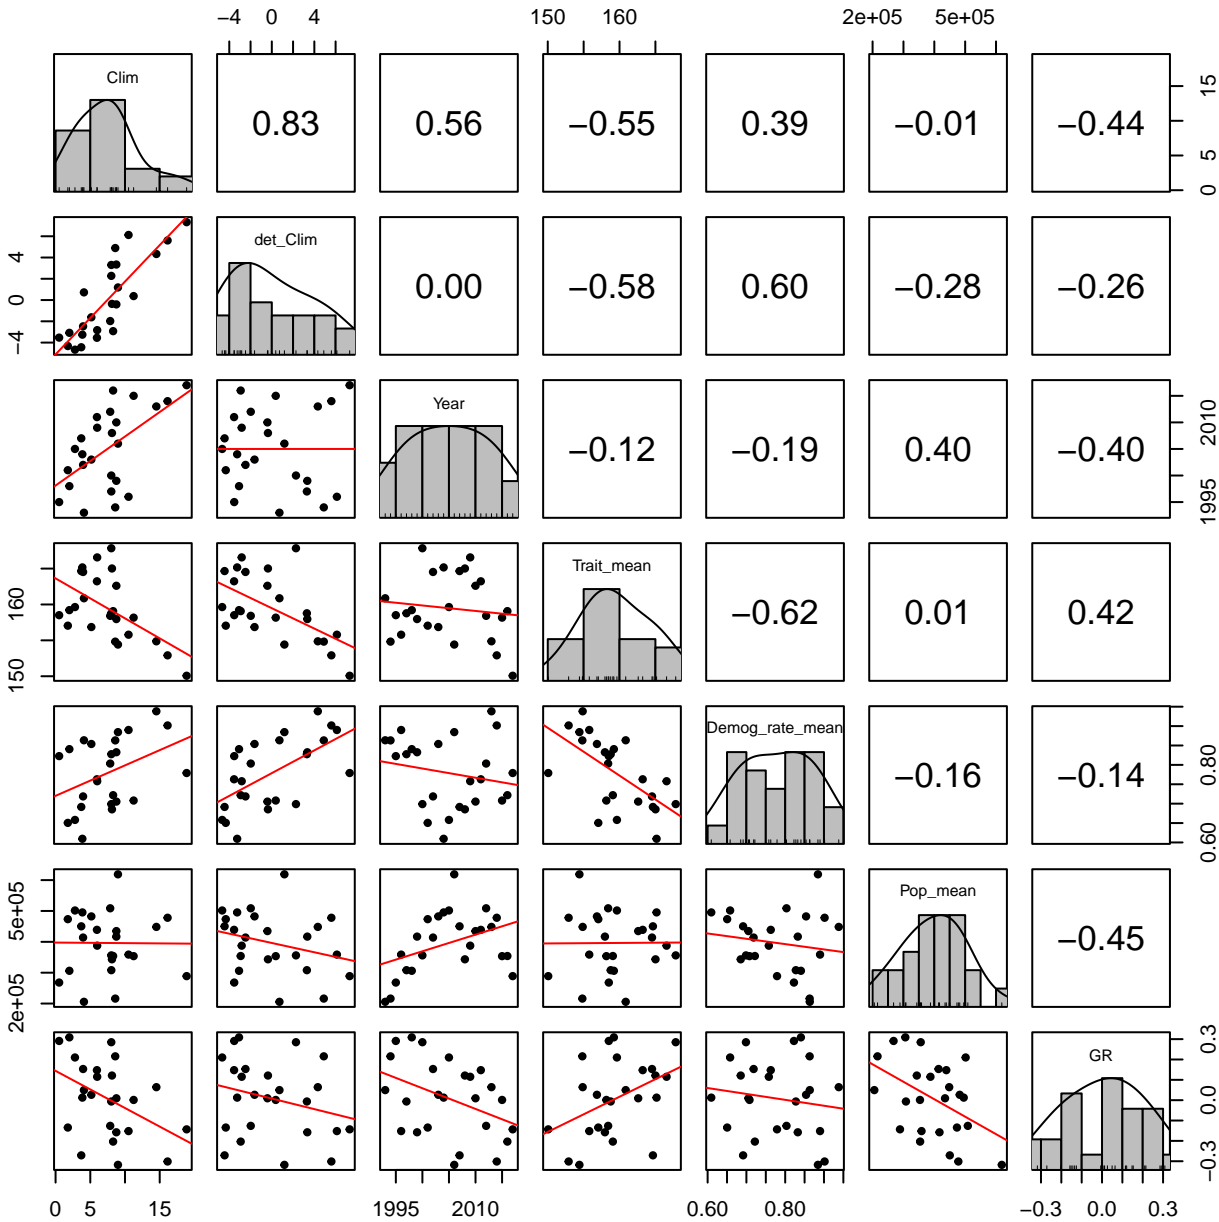 −4 0 4 150 160 2e+05 5e+05
Clim
0.83 0.56 −0.55 0.39 −0.01 −0.44
0 5 15
det_Clim
0.00 −0.58 0.60 −0.28 −0.26
−4 0 4
Year
−0.12 −0.19 0.40 −0.40
1995 2010
Trait_mean
−0.62 0.01 0.42
150 160
Demog_rate_mean
−0.16 −0.14
0.60 0.80
Pop_mean
−0.45
2e+05 5e+05
GR
−0.3 0.0 0.3
0 5 15 1995 2010 0.60 0.80 −0.3 0.0 0.3